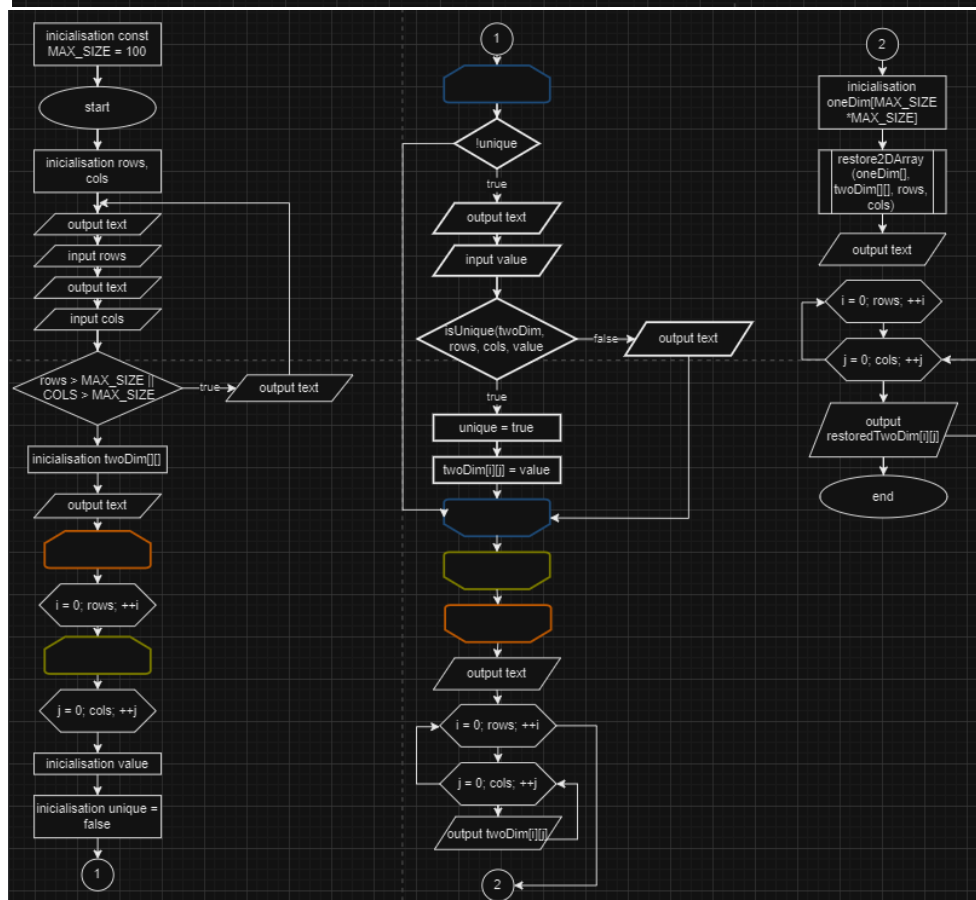 inicialisation const
MAX_SIZE = 100
start
inicialisation rows,
cols
output text
input rows
output text
input cols
rows > MAX_SIZE ||
COLS > MAX_SIZE
true
output text
inicialisation twoDim[][]
output text
i = 0; rows; ++i
j = 0; cols; ++j
inicialisation value
inicialisation unique =
false
1
1
!unique
true
output text
input value
isUnique(twoDim,
rows, cols, value
false
output text
true
unique = true
twoDim[i][j] = value
output text
i = 0; rows; ++i
j = 0; cols; ++j
output twoDim[i][j]
2
2
inicialisation
oneDim[MAX_SIZE
*MAX_SIZE]
restore2DArray
(oneDim[],
twoDim[][], rows,
cols)
output text
i = 0; rows; ++i
j = 0; cols; ++j
output
restoredTwoDim[i][j]
end